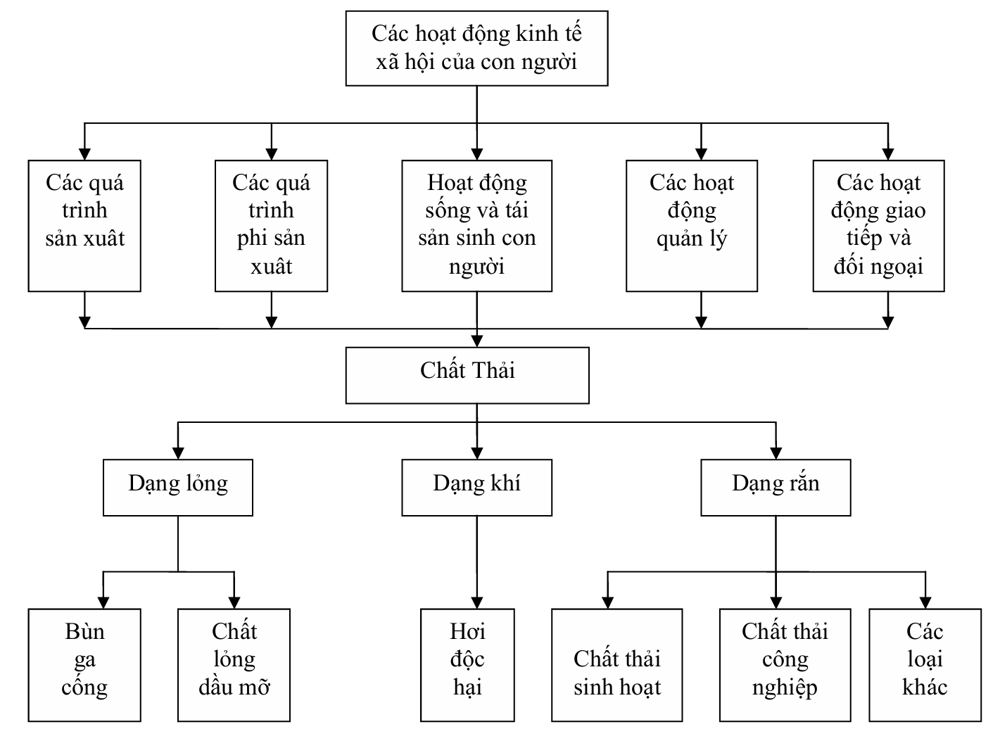 Các hoạt động kinh tế
xã hội của con người
Các quá
trình
sản xuât
Các quá
trình
phi sản
xuât
Hoạt động
sống và tái
sản sinh con
người
Các hoạt
động
quản lý
Các hoạt
động giao
tiếp và
đối ngoại
Chất Thải
Dạng lỏng
Dạng khí
Dạng rắn
Bùn
ga
cống
Chất
lỏng
dầu mỡ
Hơi
độc
hại
Chất thải
sinh hoạt
Chất thải
công
nghiệp
Các
loại
khác